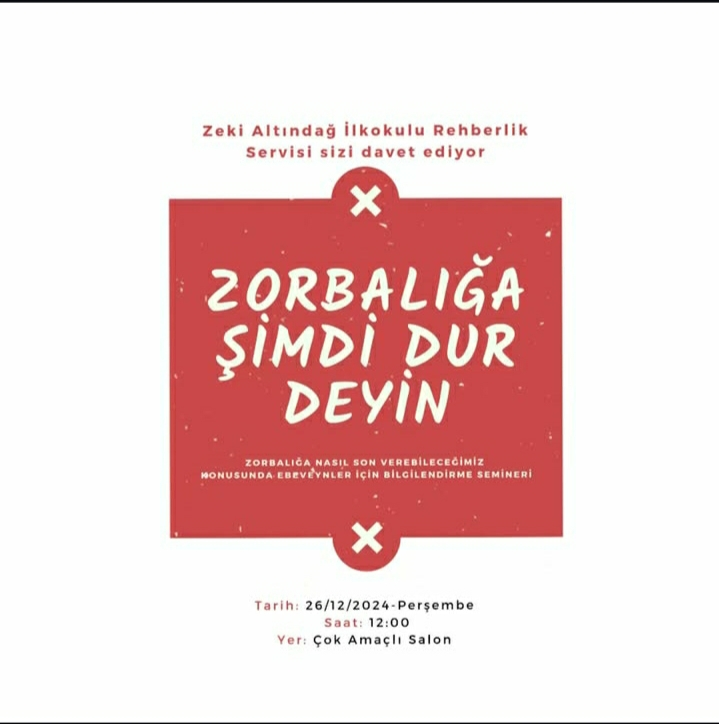 Zeki Altındağ İlkokulu Rehberlik
Servisi sizi davet ediyor
ZORBALIĞA
ŞİMDİ DUR
DEYİN
ZORBALIĞA NASIL SON VEREBİLECEĞİMİZ
KONUSUNDA EBEVEYNLER İÇİN BİLGİLENDİRME SEMİNERİ
Tarih: 26/12/2024-Perşembe
Saat: 12:00
Yer: Çok Amaçlı Salon